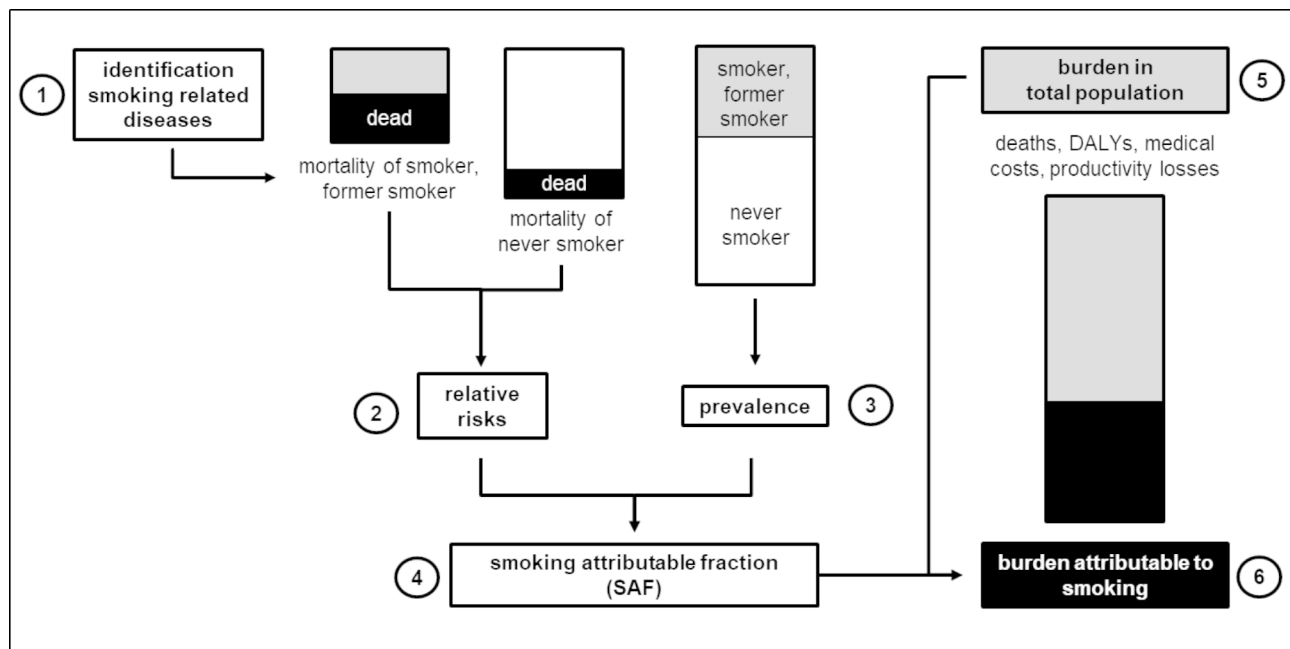 1
identification
smoking related
diseases
dead
mortality of smoker,
former smoker
dead
mortality of
never smoker
smoker,
former
smoker
never
smoker
burden in
total population
5
deaths, DALYs, medical
costs, productivity losses
2
relative
risks
prevalence
3
4
smoking attributable fraction
(SAF)
burden attributable to
smoking
6